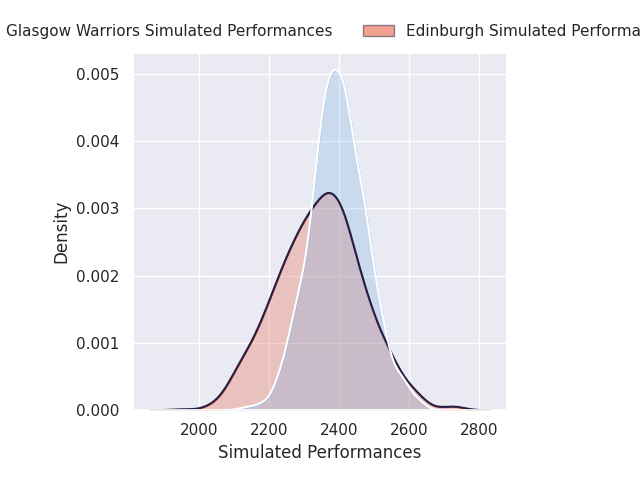 Glasgow Warriors Simulated Performances
Edinburgh Simulated Performa
0.005
0.004
0.003
0.002
0.001
0.000
Density
2000 2200 2400 2600 2800
Simulated Performances